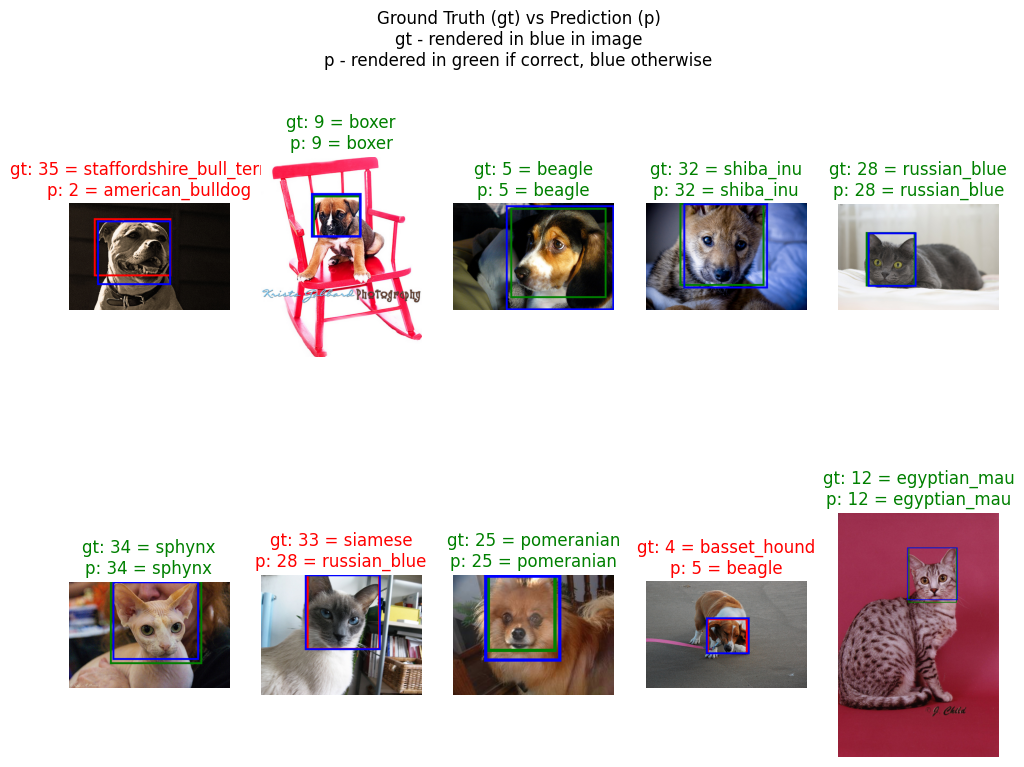 Ground Truth (gt) vs Prediction (p)
gt - rendered in blue in image
p - rendered in green if correct, blue otherwise
gt: 35 = staffordshire_bull_terr
p: 2 = american_bulldog
gt: 9 = boxer
p: 9 = boxer
gt: 5 = beagle
p: 5 = beagle
gt: 32 = shiba_inu
p: 32 = shiba_inu
gt: 28 = russian_blue
p: 28 = russian_blue
Photography
gt: 34 = sphynx
p: 34 = sphynx
gt: 33 = siamese
p: 28 = russian_blue
gt: 25 = pomeranian
p: 25 = pomeranian
gt: 4 = basset_hound
p: 5 = beagle
gt: 12 = egyptian_mau
p: 12 = egyptian_mau
J. Child